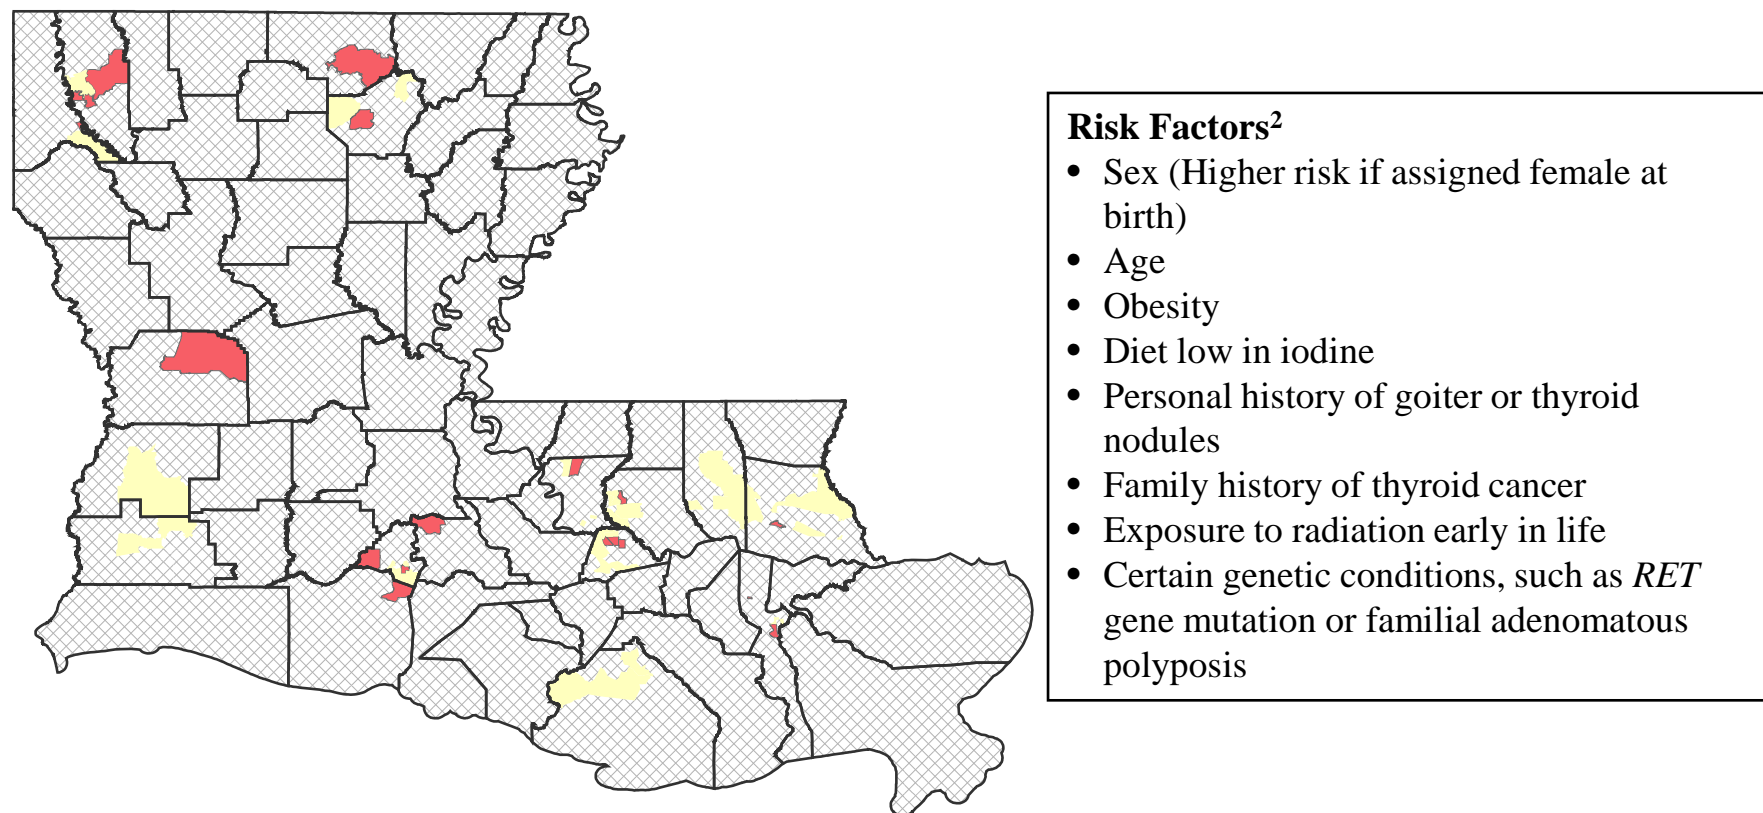 Risk Factors²
• Sex (Higher risk if assigned female at
birth)
• Age
• Obesity
• Diet low in iodine
• Personal history of goiter or thyroid
nodules
• Family history of thyroid cancer
• Exposure to radiation early in life
• Certain genetic conditions, such as RET
gene mutation or familial adenomatous
polyposis